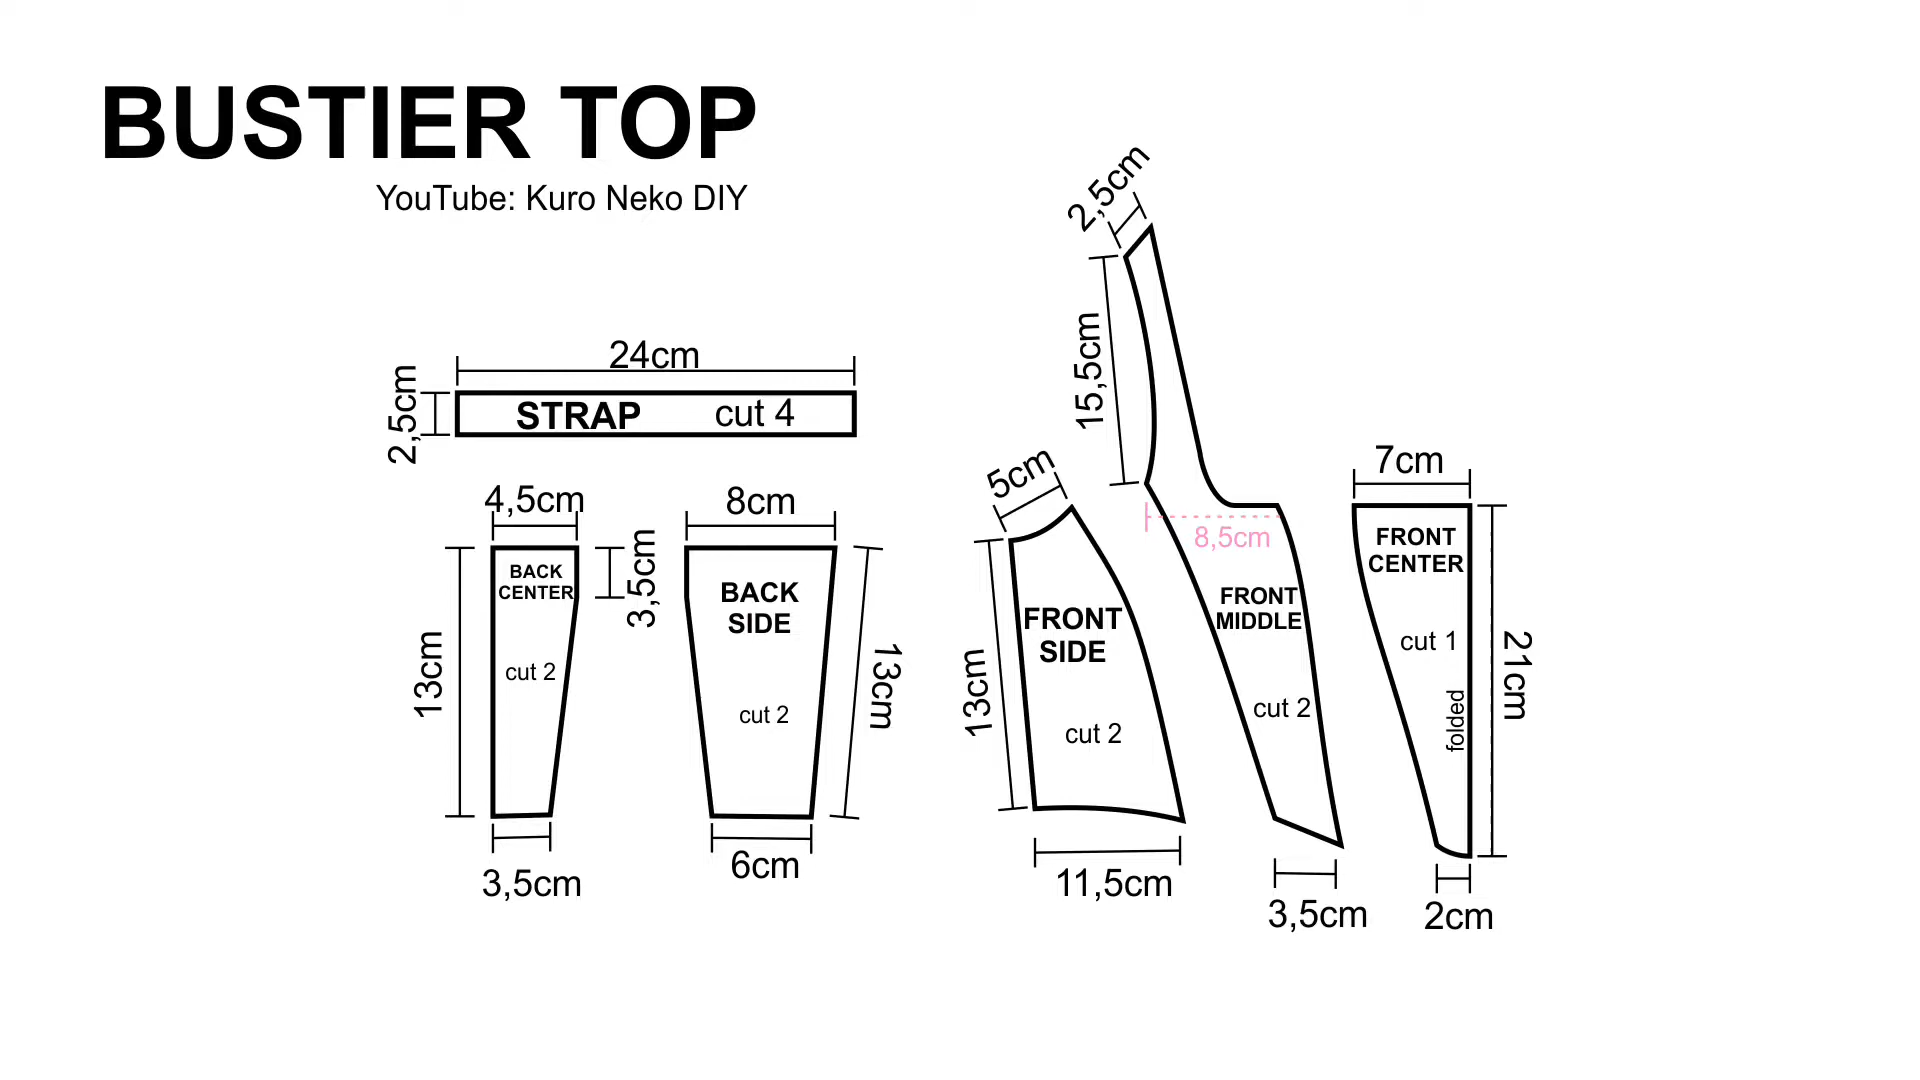 BUSTIER TOP
YouTube: Kuro Neko DIY
24cm
2,5cm
STRAP cut 4
4,5cm
BACK
CENTER
cut 2
13cm
3,5cm
3,5cm
8cm
BACK
SIDE
cut 2
13cm
6cm
5cm
FRONT
SIDE
cut 2
13cm
11,5cm
2,5cm
15,5cm
8,5cm
FRONT
MIDDLE
cut 2
3,5cm
7cm
FRONT
CENTER
cut 1
folded
21cm
2cm